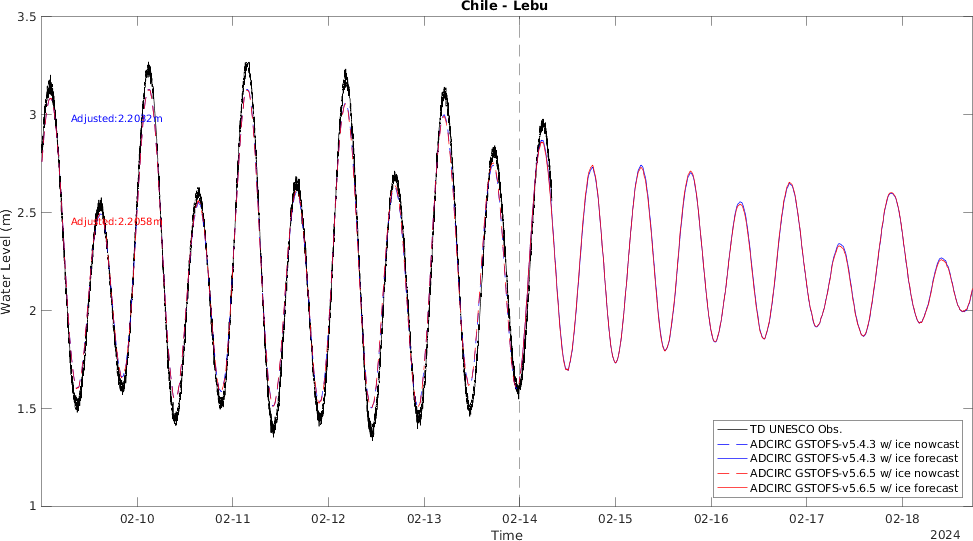 Chile - Lebu
3.5
3
2.5
2
1.5
1
Water Level (m)
Adjusted:2.2032m
Adjusted:2.2058m
TD UNESCO Obs.
ADCIRC GSTOFS-v5.4.3 w/ ice nowcast
ADCIRC GSTOFS-v5.4.3 w/ ice forecast
ADCIRC GSTOFS-v5.6.5 w/ ice nowcast
ADCIRC GSTOFS-v5.6.5 w/ ice forecast
02-10 02-11 02-12 02-13 02-14 02-15 02-16 02-17 02-18
Time
2024